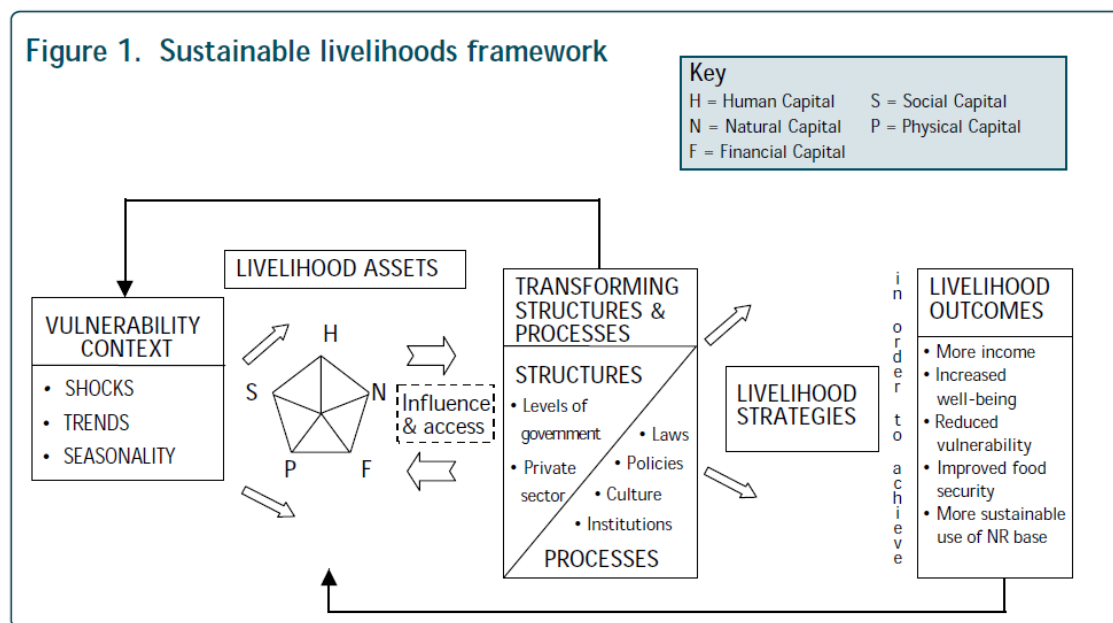 Figure 1. Sustainable livelihoods framework
Key
H = Human Capital S = Social Capital
N = Natural Capital P = Physical Capital
F = Financial Capital
LIVELIHOOD ASSETS
VULNERABILITY
CONTEXT
• SHOCKS
• TRENDS
• SEASONALITY
H
S
N
P
F
Influence
& access
TRANSFORMING
STRUCTURES &
PROCESSES
STRUCTURES
• Levels of
government
• Private
sector
• Laws
• Policies
• Culture
• Institutions
PROCESSES
LIVELIHOOD
STRATEGIES
in order to achieve
LIVELIHOOD
OUTCOMES
• More income
• Increased
well-being
• Reduced
vulnerability
• Improved food
security
• More sustainable
use of NR base